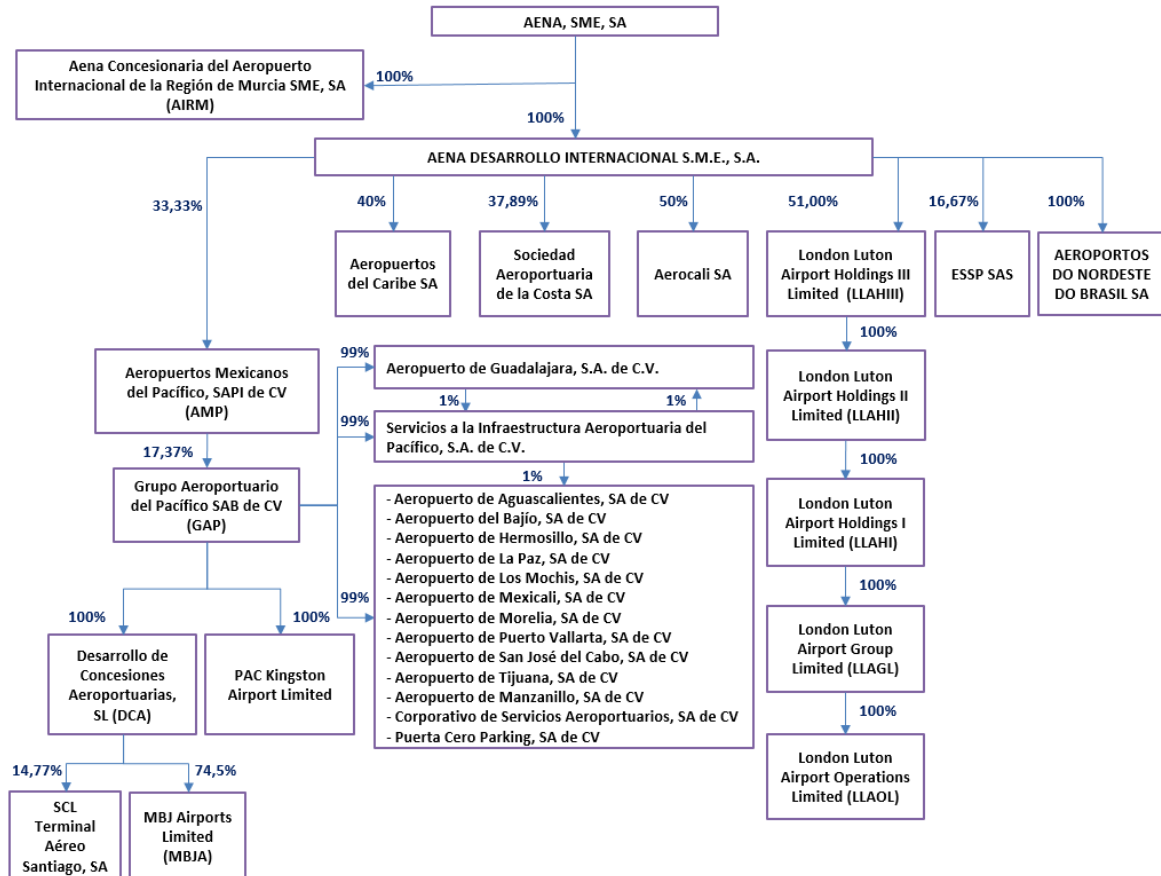 AENA, SME, SA
Aena Concesionaria del Aeropuerto
Internacional de la Región de Murcia SME, SA
(AIRM)
100%
100%
AENA DESARROLLO INTERNACIONAL S.M.E., S.A.
33,33%
40%
37,89%
50%
51,00%
16,67%
100%
Aeropuertos
del Caribe SA
Sociedad
Aeroportuaria
de la Costa SA
Aerocali SA
London Luton
Airport Holdings III
Limited (LLAHIII)
ESSP SAS
AEROPORTOS
DO NORDESTE
DO BRASIL SA
100%
Aeropuertos Mexicanos
del Pacífico, SAPI de CV
(AMP)
99%
Aeropuerto de Guadalajara, S.A. de C.V.
1%
1%
99%
Servicios a la Infraestructura Aeroportuaria del
Pacífico, S.A. de C.V.
London Luton
Airport Holdings II
Limited (LLAHII)
17,37%
1%
100%
Grupo Aeroportuario
del Pacífico SAB de CV
(GAP)
- Aeropuerto de Aguascalientes, SA de CV
- Aeropuerto del Bajío, SA de CV
- Aeropuerto de Hermosillo, SA de CV
- Aeropuerto de La Paz, SA de CV
- Aeropuerto de Los Mochis, SA de CV
- Aeropuerto de Mexicali, SA de CV
- Aeropuerto de Morelia, SA de CV
- Aeropuerto de Puerto Vallarta, SA de CV
- Aeropuerto de San José del Cabo, SA de CV
- Aeropuerto de Tijuana, SA de CV
- Aeropuerto de Manzanillo, SA de CV
- Corporativo de Servicios Aeroportuarios, SA de CV
- Puerta Cero Parking, SA de CV
99%
London Luton
Airport Holdings I
Limited (LLAHI)
100%
100%
100%
Desarrollo de
Concesiones
Aeroportuarias,
SL (DCA)
PAC Kingston
Airport Limited
London Luton
Airport Group
Limited (LLAGL)
100%
14,77%
74,5%
SCL
Terminal
Aéreo
Santiago, SA
MBJ Airports
Limited
(MBJA)
London Luton
Airport Operations
Limited (LLAOL)